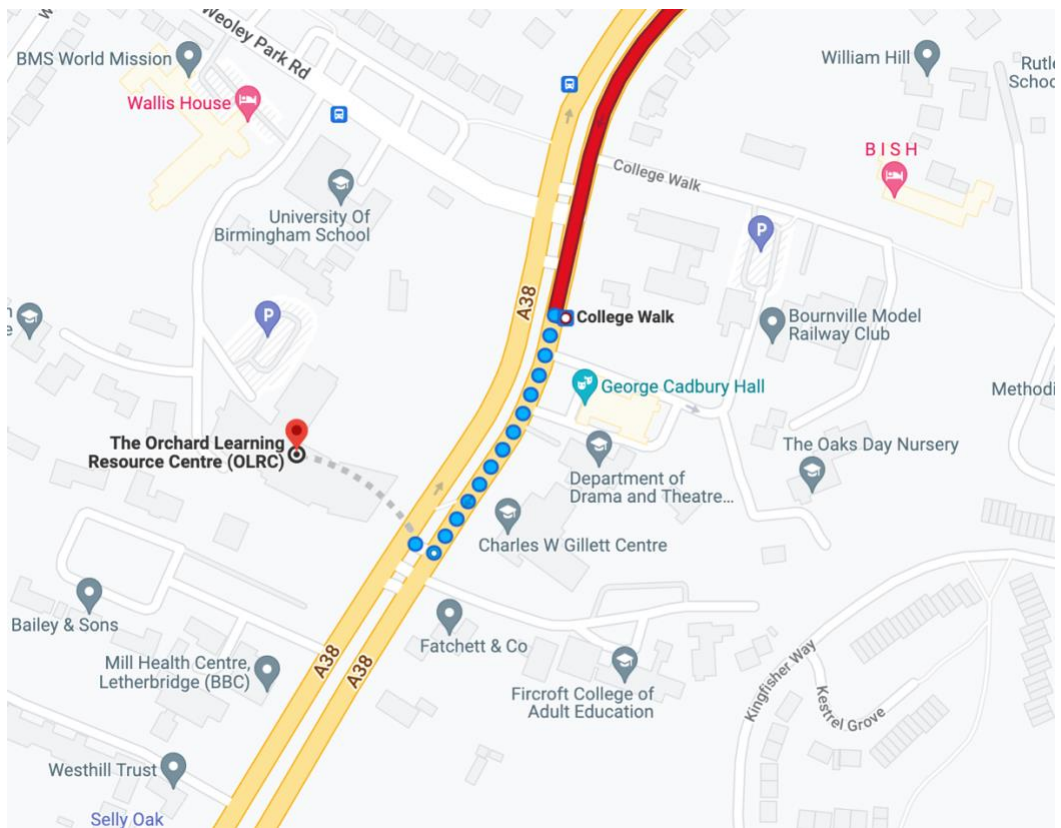 Weoley Park Rd
BMS World Mission
Wallis House
William Hill
BISH
College Walk
University Of
Birmingham School
P
P
A38
College Walk
Bournville Model
Railway Club
George Cadbury Hall
The Orchard Learning
Resource Centre (OLRC)
Department of
Drama and Theatre...
The Oaks Day Nursery
Charles W Gillett Centre
Bailey & Sons
Fatchett & Co
Mill Health Centre,
Letherbridge (BBC)
A38
A38
Fircroft College of
Adult Education
Kingfisher Way
Kestrel Grove
Westhill Trust
Selly Oak